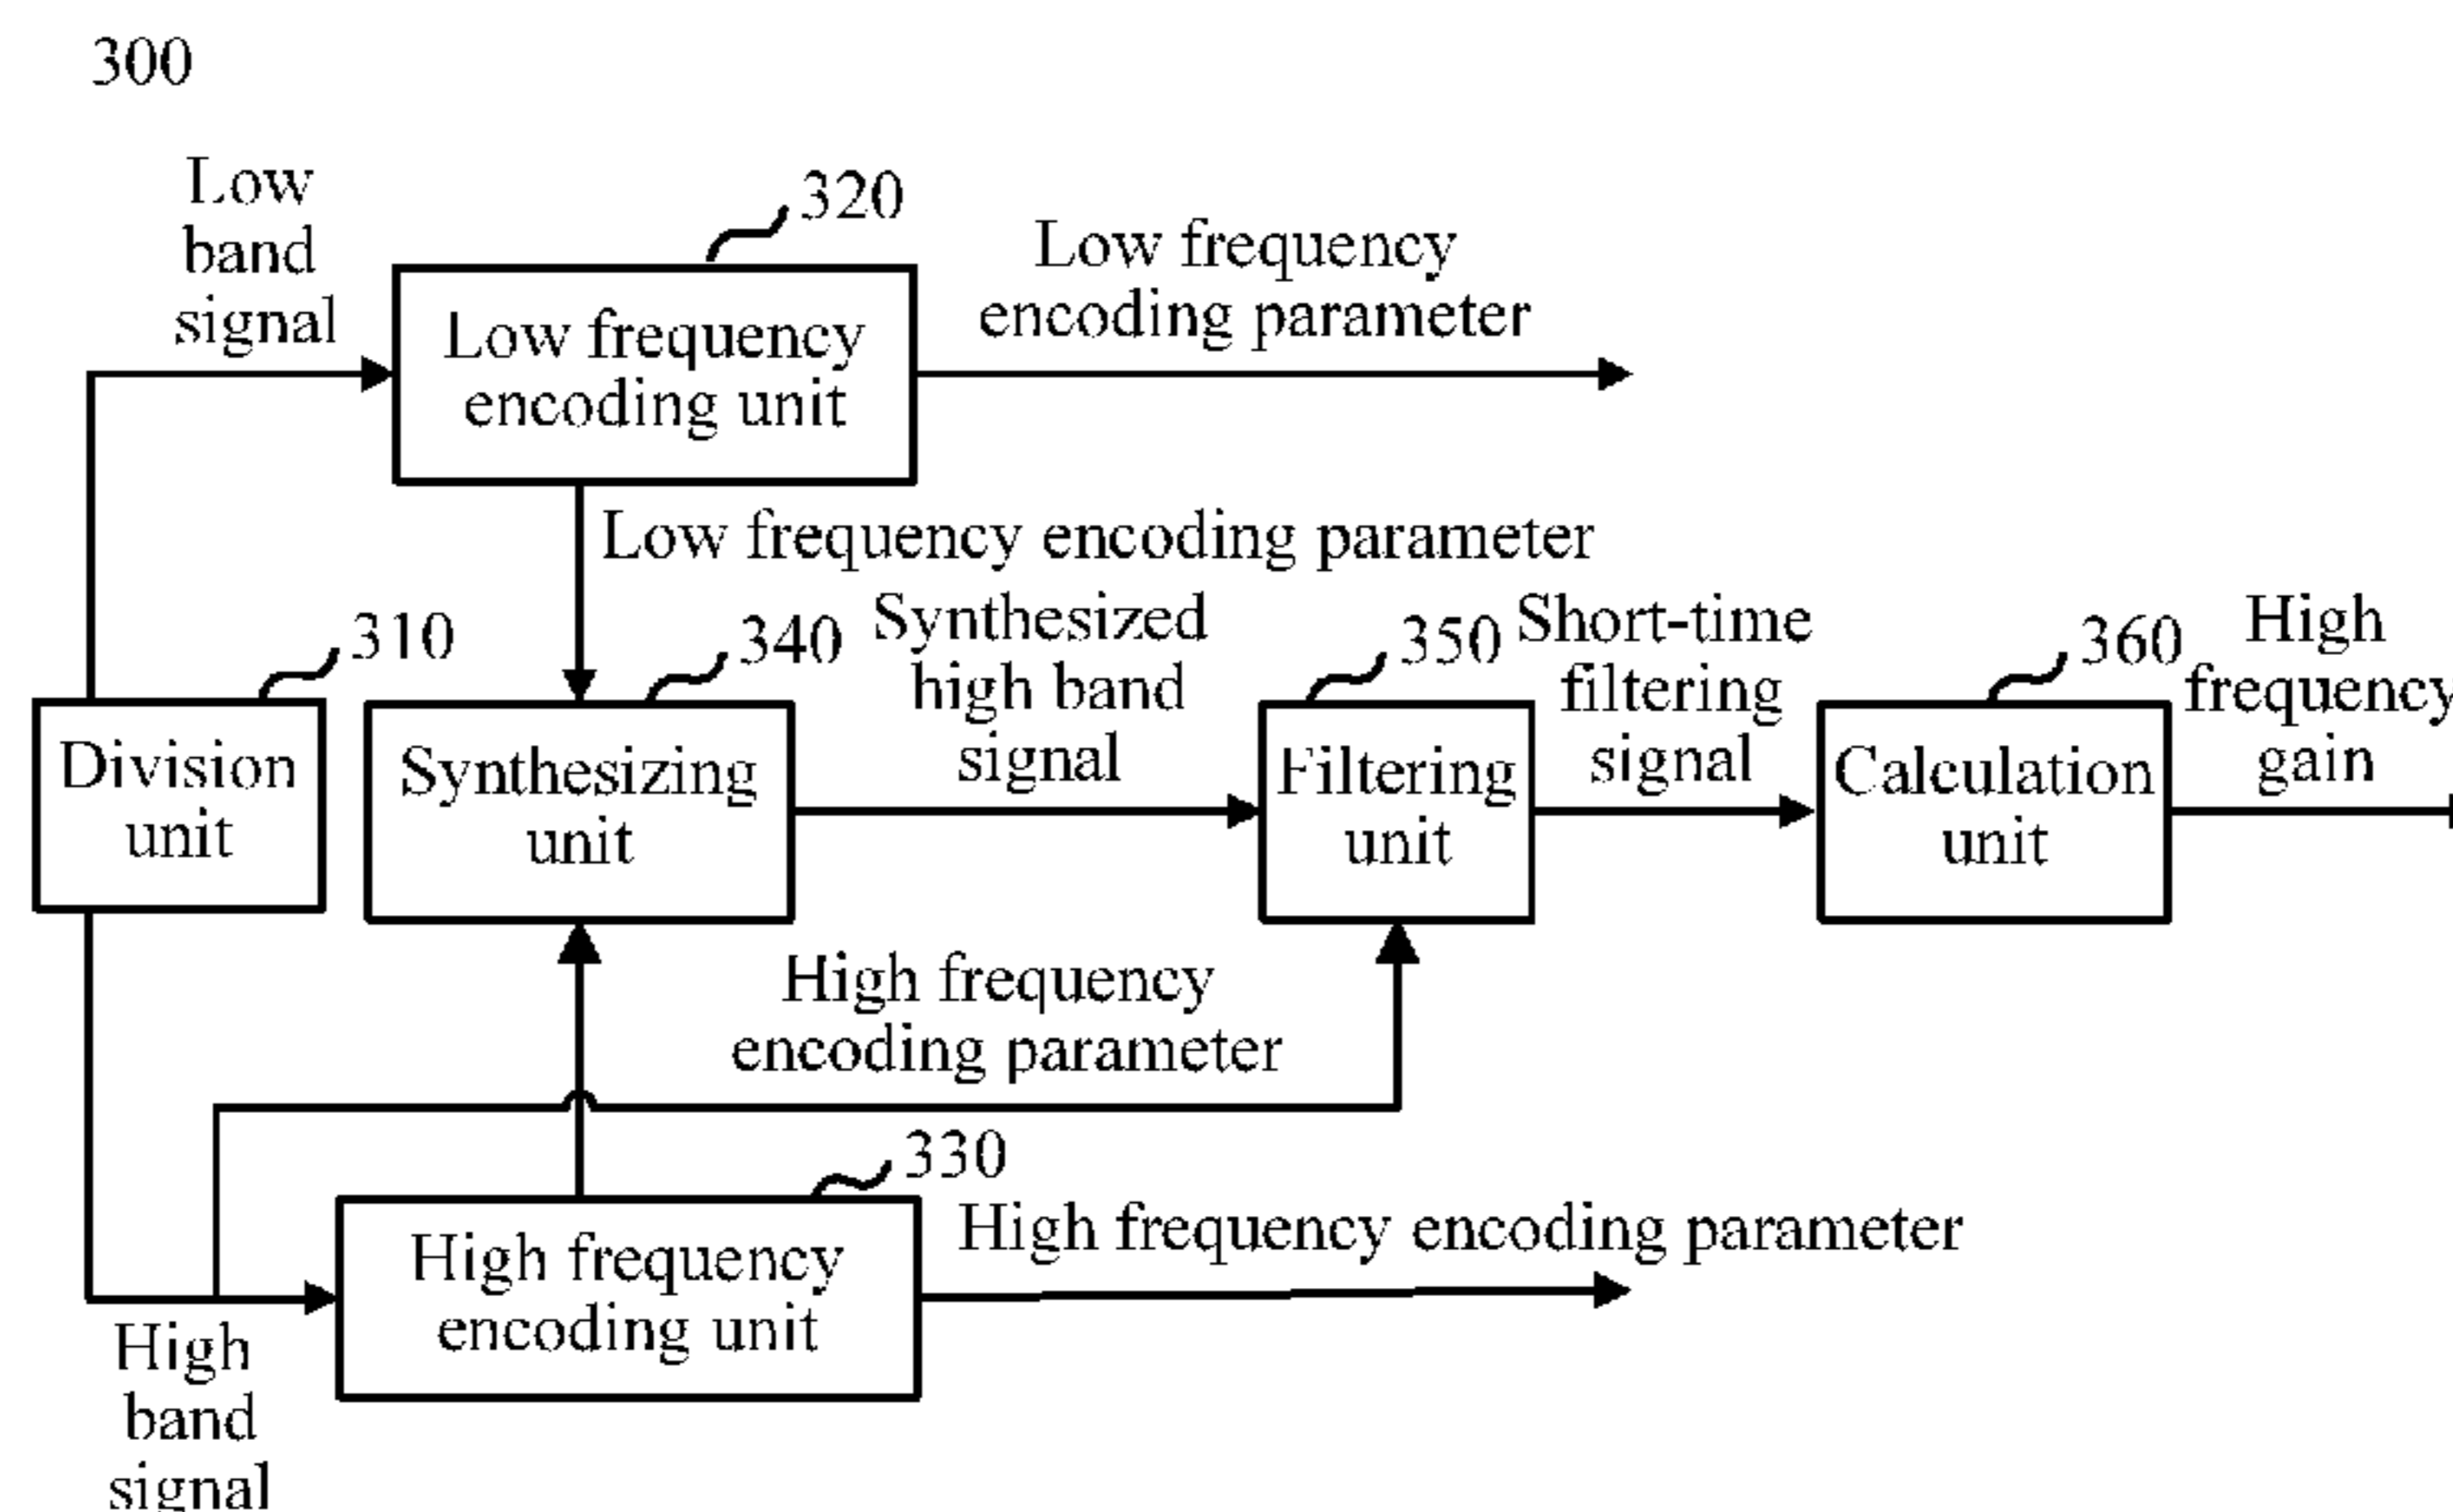 300
Low
band
signal
320
Low frequency
encoding unit
Low frequency
encoding parameter
Low frequency encoding parameter
310
Division
unit
340
Synthesizing
unit
Synthesized
high band
signal
350
Filtering
unit
Short-time
filtering
signal
360
Calculation
unit
High
frequency
gain
High frequency
encoding parameter
330
High frequency
encoding unit
High frequency encoding parameter
High
band
signal